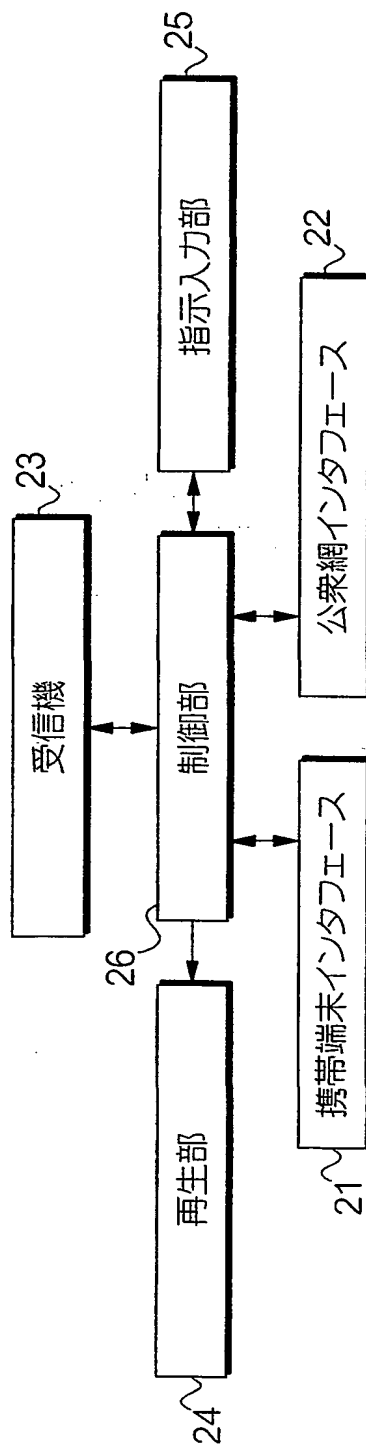 23
受信機
25
指示入力部
26
制御部
24
再生部
22
公衆網インタフェース
21
携帯端末インタフェース